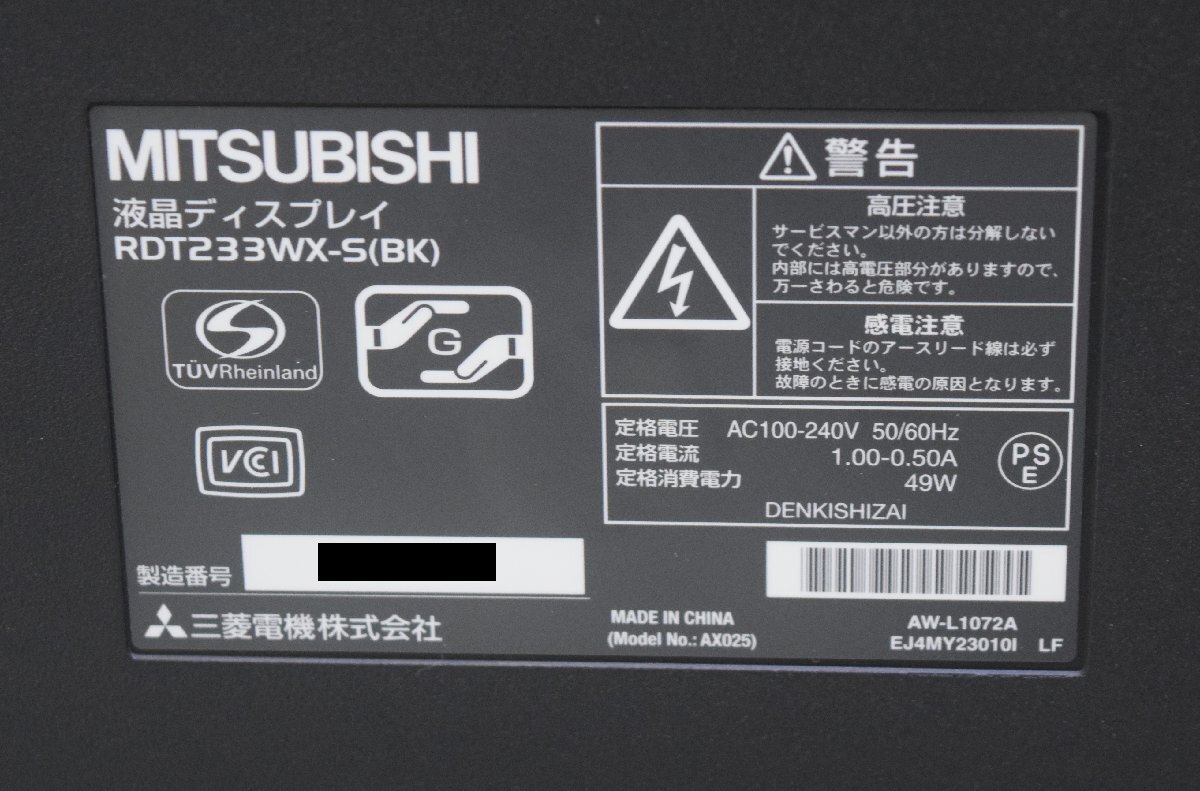 MITSUBISHI
液晶ディスプレイ
RDT233WX-S(BK)
TÜVRheinland
G
VCI
製造番号
三菱電機株式会社
警告
高圧注意
サービスマン以外の方は分解しない
でください。
内部には高電圧部分がありますので、
万一さわると危険です。
感電注意
電源コードのアースリード線は必ず
接地ください。
故障のときに感電の原因となります。
定格電圧 AC100-240V 50/60Hz
定格電流 1.00-0.50A
定格消費電力 49W
PS
E
DENKISHIZAI
MADE IN CHINA
(Model No.: AX025)
AW-L1072A
EJ4MY23010I LF